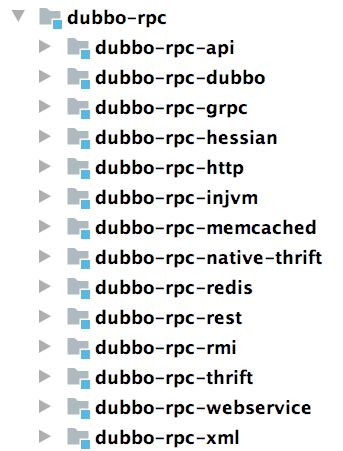 dubbo-rpc
dubbo-rpc-api
dubbo-rpc-dubbo
dubbo-rpc-grpc
dubbo-rpc-hessian
dubbo-rpc-http
dubbo-rpc-injvm
dubbo-rpc-memcached
dubbo-rpc-native-thrift
dubbo-rpc-redis
dubbo-rpc-rest
dubbo-rpc-rmi
dubbo-rpc-thrift
dubbo-rpc-webservice
dubbo-rpc-xml